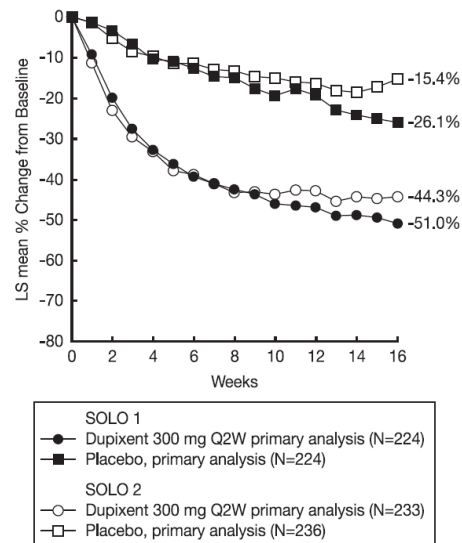 -0
-10
-20
-30
-40
-50
-60
-70
-80
LS mean % Change from Baseline
-15.4%
-26.1%
-44.3%
-51.0%
0 2 4 6 8 10 12 14 16
Weeks
SOLO 1
Dupixent 300 mg Q2W primary analysis (N=224)
Placebo, primary analysis (N=224)
SOLO 2
Dupixent 300 mg Q2W primary analysis (N=233)
Placebo, primary analysis (N=236)